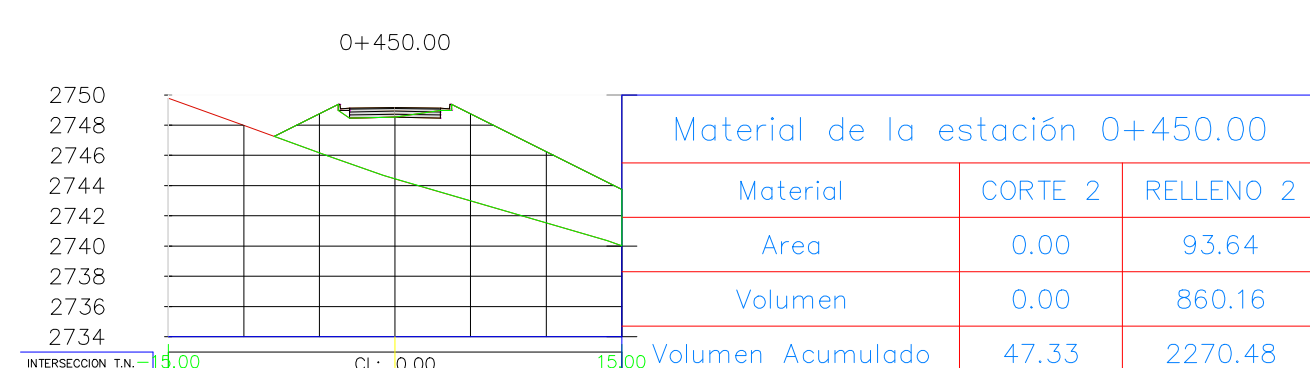 0+450.00
2750
2748
2746
2744
2742
2740
2738
2736
2734
INTERSECCION T.N.
-15.00
CL: 0.00
15.00
Material de la estación 0+450.00
Material CORTE 2 RELLENO 2
Area 0.00 93.64
Volumen 0.00 860.16
Volumen Acumulado 47.33 2270.48